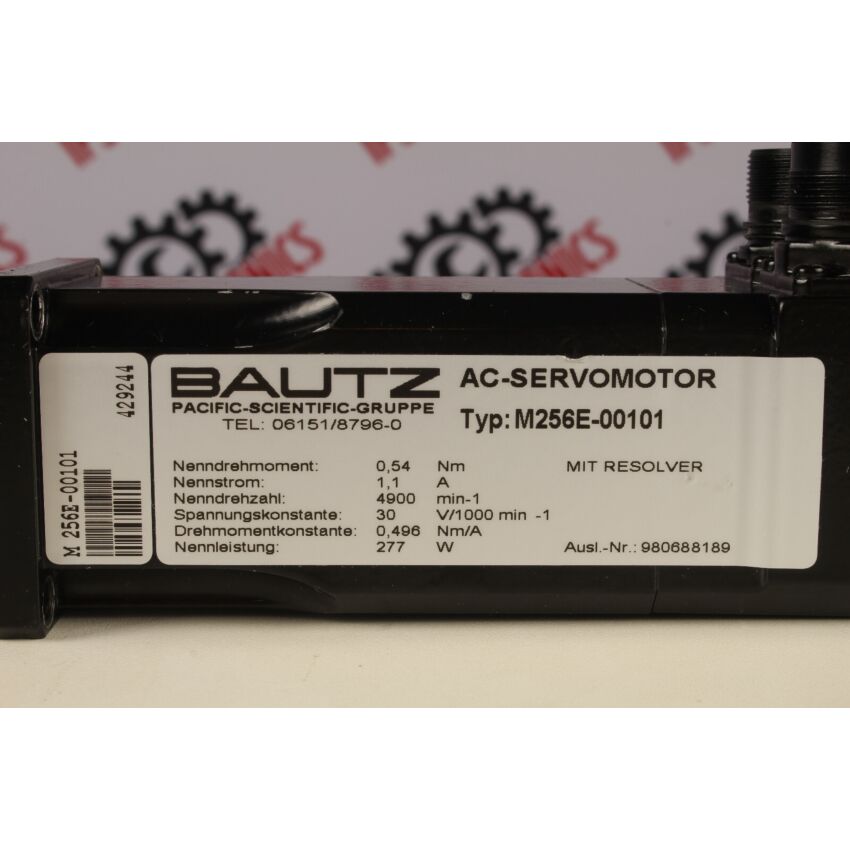 M 256E-00101
429244
BAUTZ
PACIFIC-SCIENTIFIC-GRUPPE
TEL: 06151/8796-0
AC-SERVOMOTOR
Typ: M256E-00101
Nenndrehmoment: 0,54 Nm
MIT RESOLVER
Nennstrom: 1,1 A
Nenndrehzahl: 4900 min-1
Spannungskonstante: 30 V/1000 min -1
Drehmomentkonstante: 0,496 Nm/A
Nennleistung: 277 W
Ausl.-Nr.: 980688189